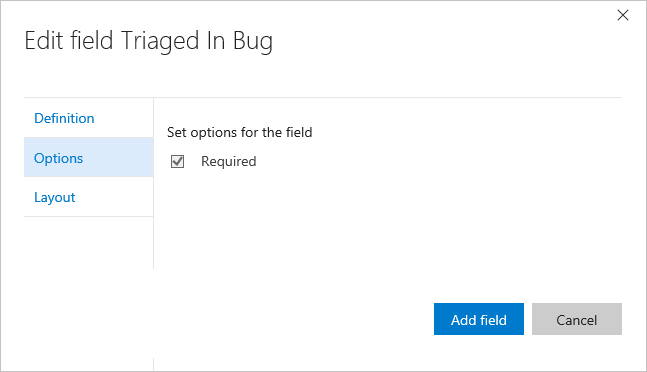 Edit field Triaged In Bug
Definition
Options
Layout
Set options for the field
Required
Add field
Cancel